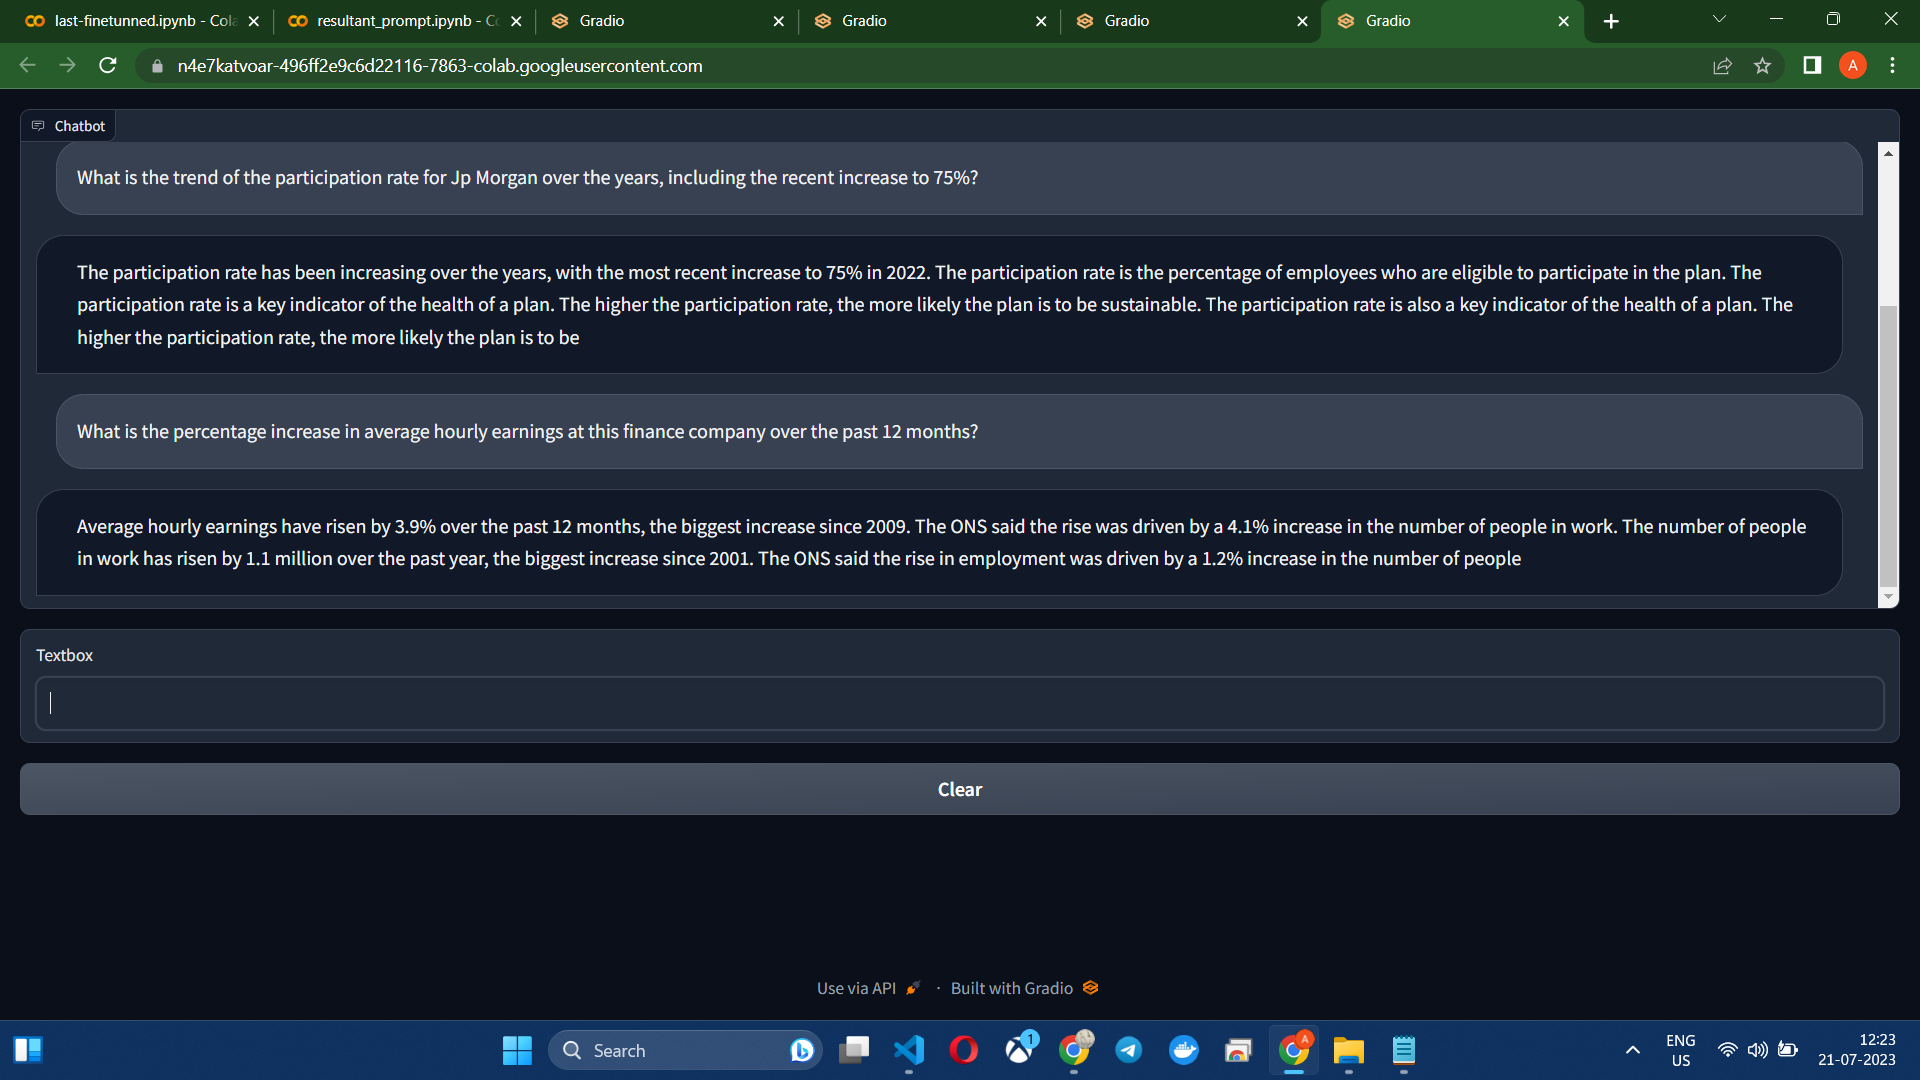 last-finetunned.ipynb - Cola
resultant_prompt.ipynb - Co
Gradio
Gradio
Gradio
Gradio
n4e7katvoar-496ff2e9c6d22116-7863-colab.googleusercontent.com
A
Chatbot
What is the trend of the participation rate for Jp Morgan over the years, including the recent increase to 75%?
The participation rate has been increasing over the years, with the most recent increase to 75% in 2022. The participation rate is the percentage of employees who are eligible to participate in the plan. The
participation rate is a key indicator of the health of a plan. The higher the participation rate, the more likely the plan is to be sustainable. The participation rate is also a key indicator of the health of a plan. The
higher the participation rate, the more likely the plan is to be
What is the percentage increase in average hourly earnings at this finance company over the past 12 months?
Average hourly earnings have risen by 3.9% over the past 12 months, the biggest increase since 2009. The ONS said the rise was driven by a 4.1% increase in the number of people in work. The number of people
in work has risen by 1.1 million over the past year, the biggest increase since 2001. The ONS said the rise in employment was driven by a 1.2% increase in the number of people
Textbox
Clear
Use via API · Built with Gradio
Search
1
A
ENG
US
12:23
21-07-2023